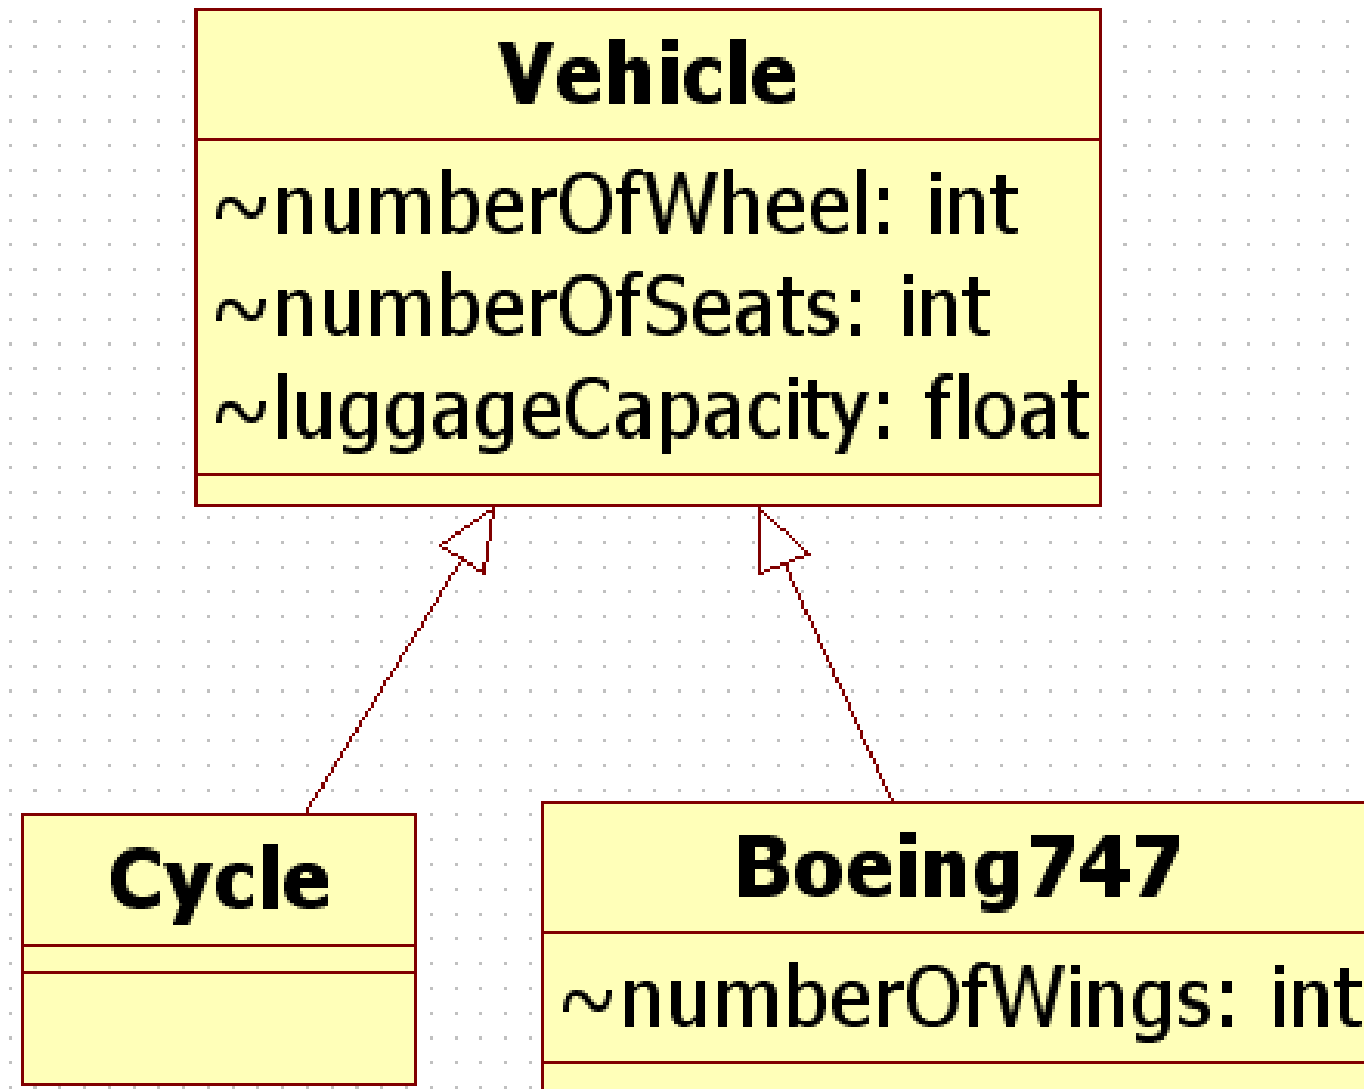 Vehicle
~numberOfWheel: int
~numberOfSeats: int
~luggageCapacity: float
Cycle
Boeing747
~numberOfWings: int